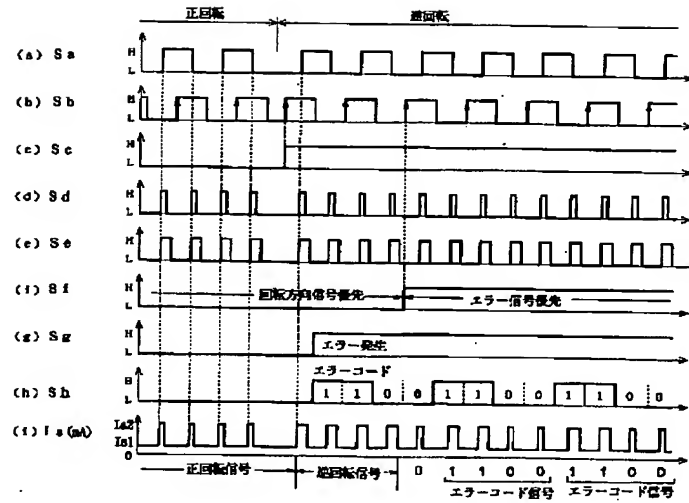 正回転 逆回転
(a) Sa H L
(b) Sb H L
(c) Sc H L
(d) Sd H L
(e) Se H L
(f) Sf H L 回転方向信号優先 エラー信号優先
(g) Sg H L エラー発生
エラーコード
(h) Sh H L 1 1 0 0 1 1 0 0 1 1 0 0
(i) Is(mA) Is2 Is1 0
正回転信号 逆回転信号 0 1 1 0 0 1 1 0 0
エラーコード信号 エラーコード信号